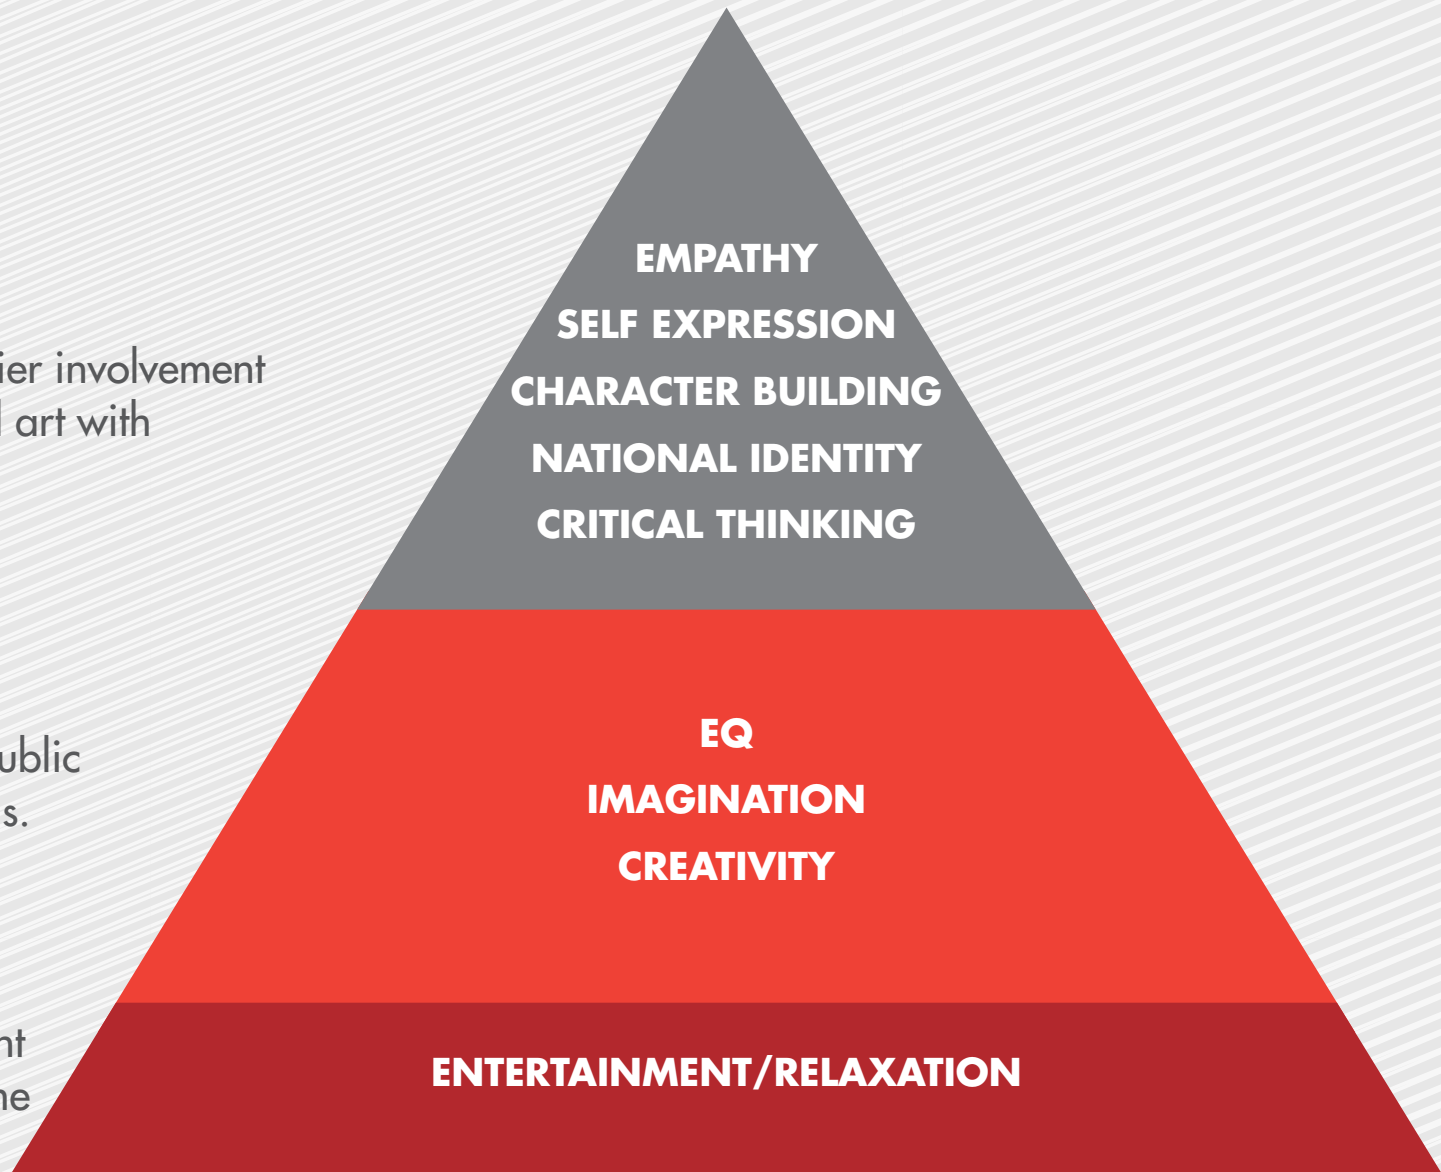 EMPATHY
SELF EXPRESSION
ier involvement
CHARACTER BUILDING
art with
NATIONAL IDENTITY
CRITICAL THINKING
EQ
ublic
IMAGINATION
s.
CREATIVITY
nt
ENTERTAINMENT/RELAXATION
ne